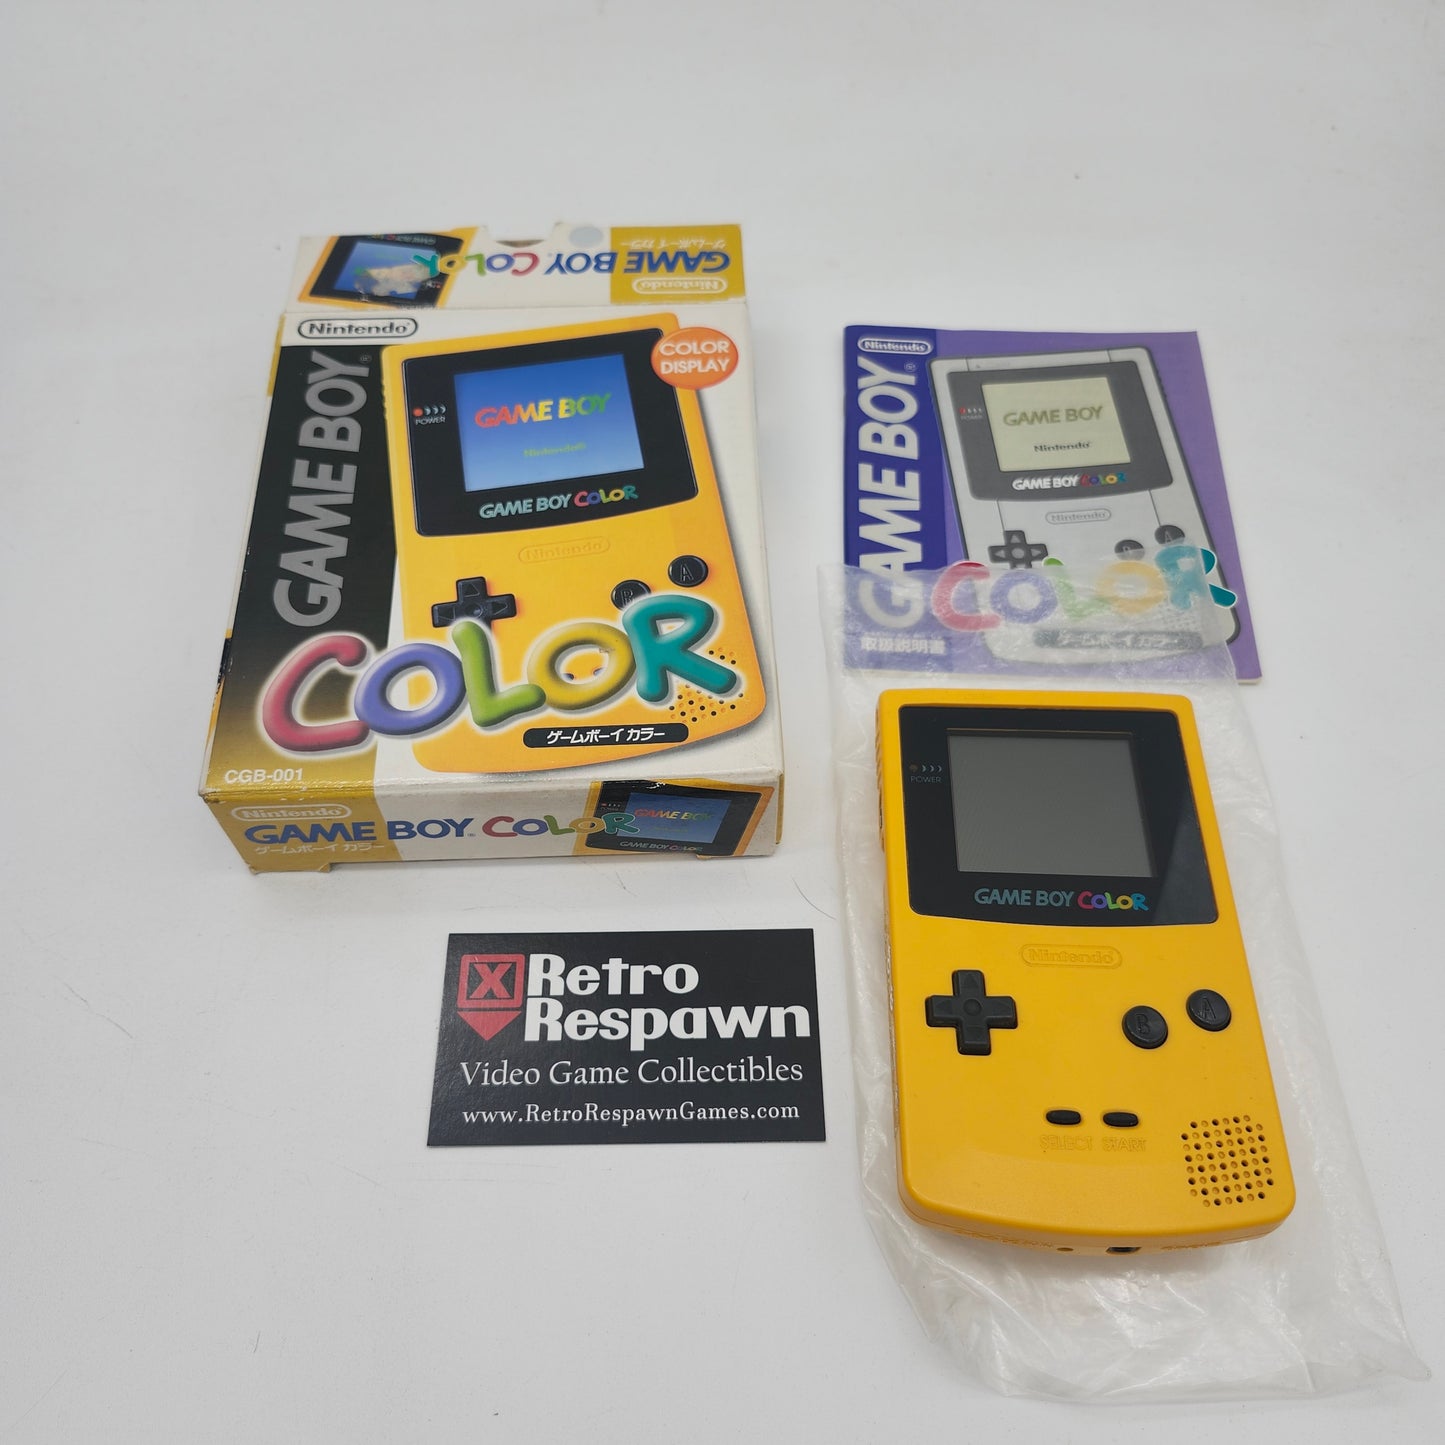 Nintendo
GAME BOY COLOR
ゲームボーイ カラー
Nintendo®
GAME BOY®
COLOR
DISPLAY
POWER
GAME BOY
Nintendo®
GAME BOY COLOR
Nintendo
A
B
COLOR
ゲームボーイ カラー
CGB-001
Nintendo
GAME BOY® COLOR
ゲームボーイ カラー
POWER
GAME BOY
GAME BOY COLOR
Nintendo
GAME BOY®
POWER
GAME BOY
Nintendo®
GAME BOY COLOR
Nintendo
B
A
COLOR
ゲームボーイ カラー
取扱説明書
POWER
GAME BOY COLOR
Nintendo
B
A
SELECT START
X Retro
Respawn
Video Game Collectibles
www.RetroRespawnGames.com